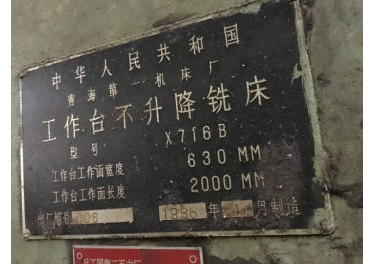 中华人民共和国
青海第一机床厂
工作台不升降铣床
型号 X716B
工作台工作面宽度 630 MM
工作台工作面长度 2000 MM
出厂编号 006 1986 年 4 月制造